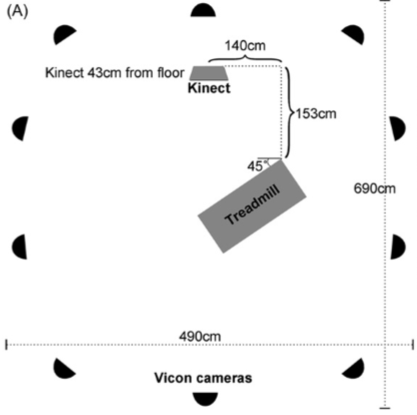 (A)
140cm
Kinect 43cm from floor
Kinect
153cm
45°
Treadmill
690cm
490cm
Vicon cameras